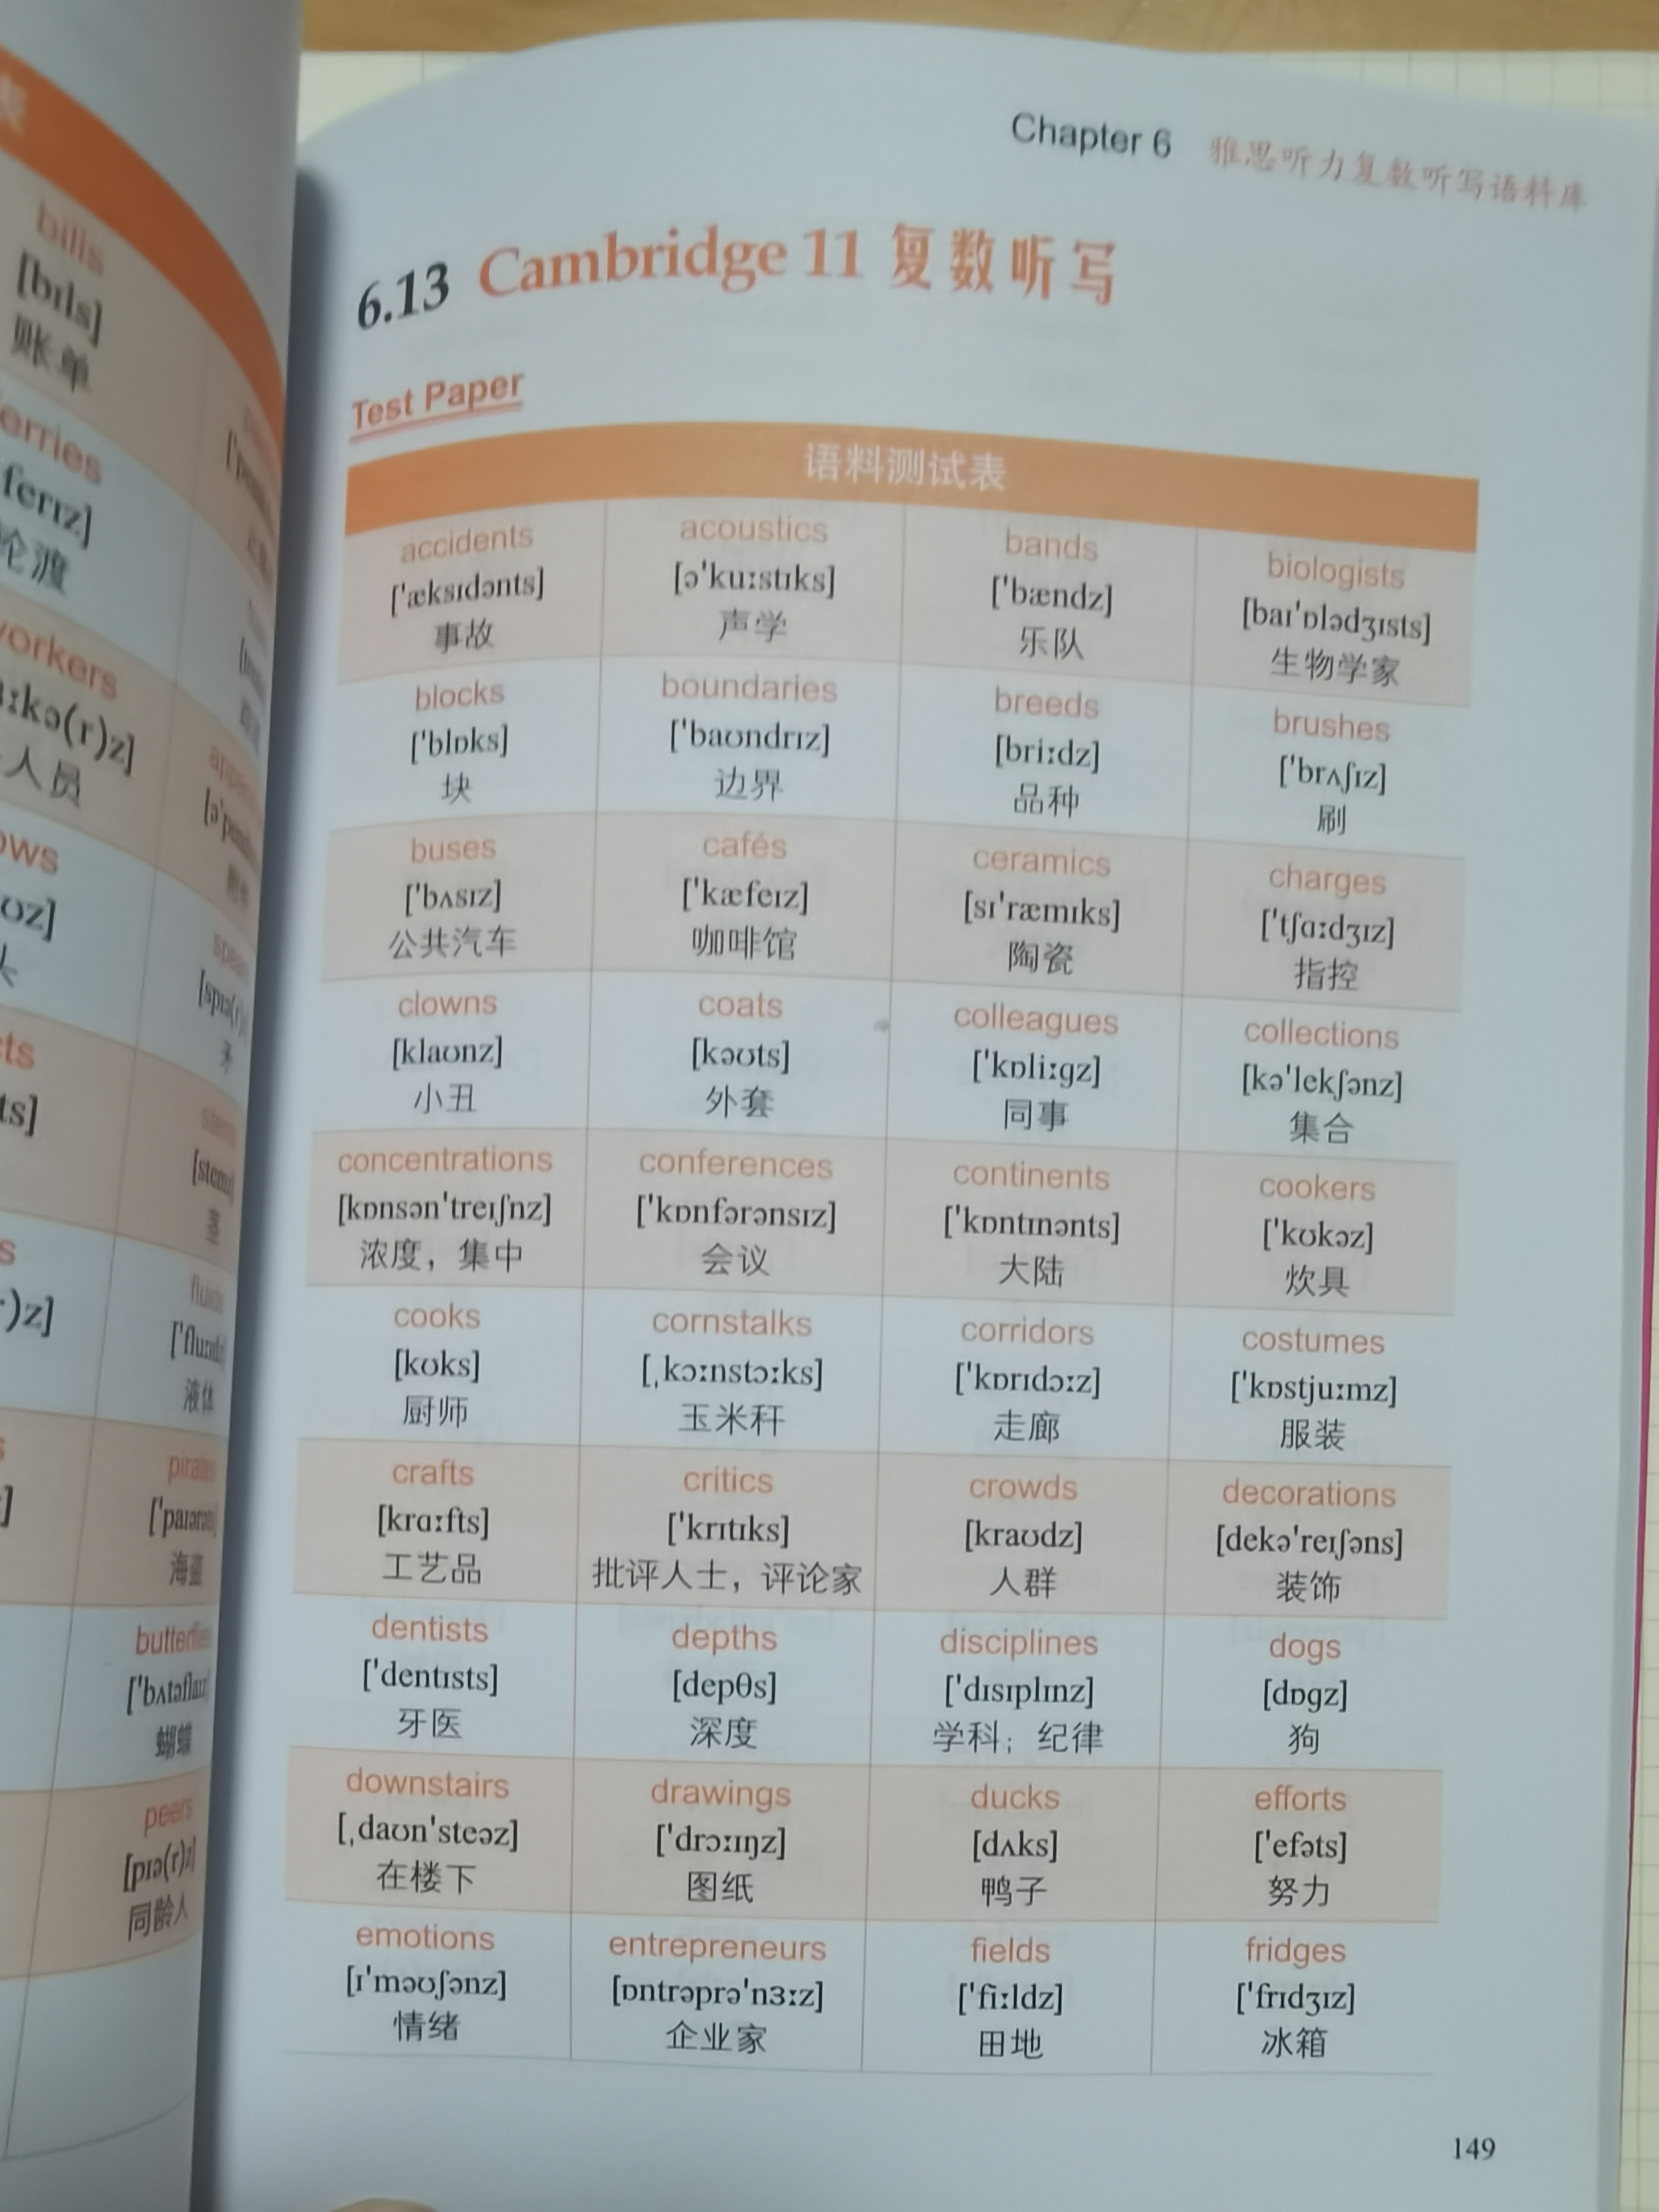 bills
[bɪls]
账单
Chapter 6 雅思听力复数听写语料库
6.13 Cambridge 11 复数听写
Test Paper
语料测试表
accidents acoustics bands biologists
['æksɪdənts] [ə'kuːstɪks] ['bændz] [baɪ'ɒlədʒɪsts]
事故 声学 乐队 生物学家
blocks boundaries breeds brushes
['blɒks] ['baʊndrɪz] [briːdz] ['brʌʃɪz]
块 边界 品种 刷
buses cafés ceramics charges
['bʌsɪz] ['kæfeɪz] [sɪ'ræmɪks] ['tʃɑːdʒɪz]
公共汽车 咖啡馆 陶瓷 指控
clowns coats colleagues collections
[klaʊnz] [kəʊts] ['kɒliːgz] [kə'lekʃənz]
小丑 外套 同事 集合
concentrations conferences continents cookers
[kɒnsən'treɪʃnz] ['kɒnfərənsɪz] ['kɒntɪnənts] ['kʊkəz]
浓度，集中 会议 大陆 炊具
cooks cornstalks corridors costumes
[kʊks] [ˌkɔːnstɔːks] ['kɒrɪdɔːz] ['kɒstjuːmz]
厨师 玉米秆 走廊 服装
crafts critics crowds decorations
[krɑːfts] ['krɪtɪks] [kraʊdz] [dekə'reɪʃəns]
工艺品 批评人士，评论家 人群 装饰
dentists depths disciplines dogs
['dentɪsts] [depθs] ['dɪsɪplɪnz] [dɒgz]
牙医 深度 学科；纪律 狗
downstairs drawings ducks efforts
[ˌdaʊn'steəz] ['drɔːɪŋz] [dʌks] ['efəts]
在楼下 图纸 鸭子 努力
emotions entrepreneurs fields fridges
[ɪ'məʊʃənz] [ɒntrəprə'nɜːz] ['fiːldz] ['frɪdʒɪz]
情绪 企业家 田地 冰箱
149
peers
[pɪə(r)z]
同龄人